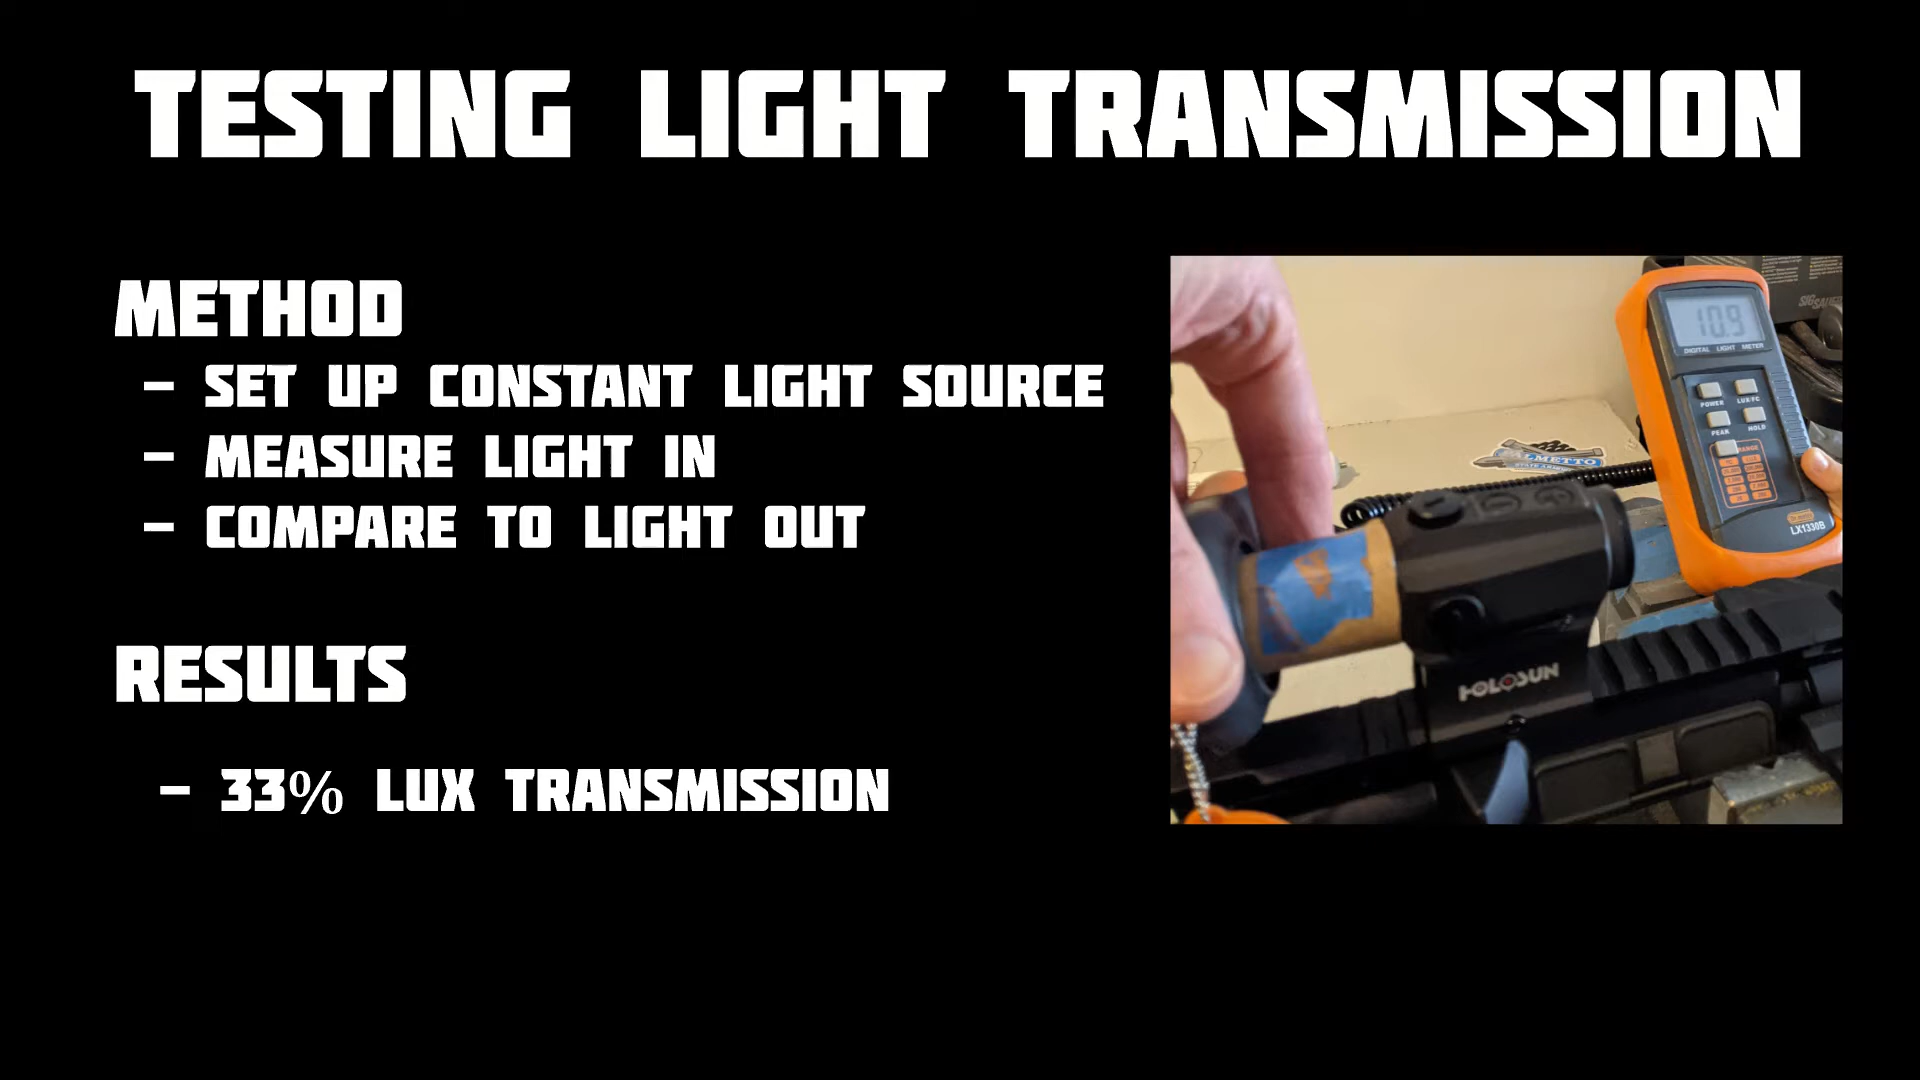 TESTING LIGHT TRANSMISSION
METHOD
- SET UP CONSTANT LIGHT SOURCE
- MEASURE LIGHT IN
- COMPARE TO LIGHT OUT
RESULTS
- 33% LUX TRANSMISSION
10.9
DIGITAL LIGHT METER
POWER LUX/FC
PEAK HOLD
RANGE
LX1330B
HOLOSUN